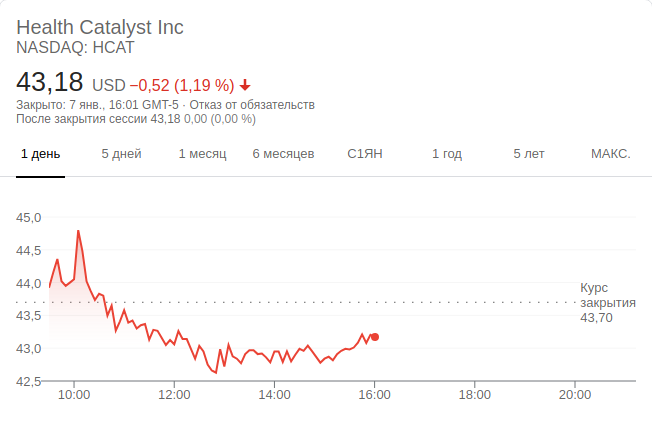 Health Catalyst Inc
NASDAQ: HCAT
43,18 USD −0,52 (1,19 %)
Закрыто: 7 янв., 16:01 GMT-5 · Отказ от обязательств
После закрытия сессии 43,18 0,00 (0,00 %)
1 день 5 дней 1 месяц 6 месяцев С1ЯН 1 год 5 лет МАКС.
45,0
44,5
44,0
43,5
43,0
42,5
Курс
закрытия
43,70
10:00 12:00 14:00 16:00 18:00 20:00